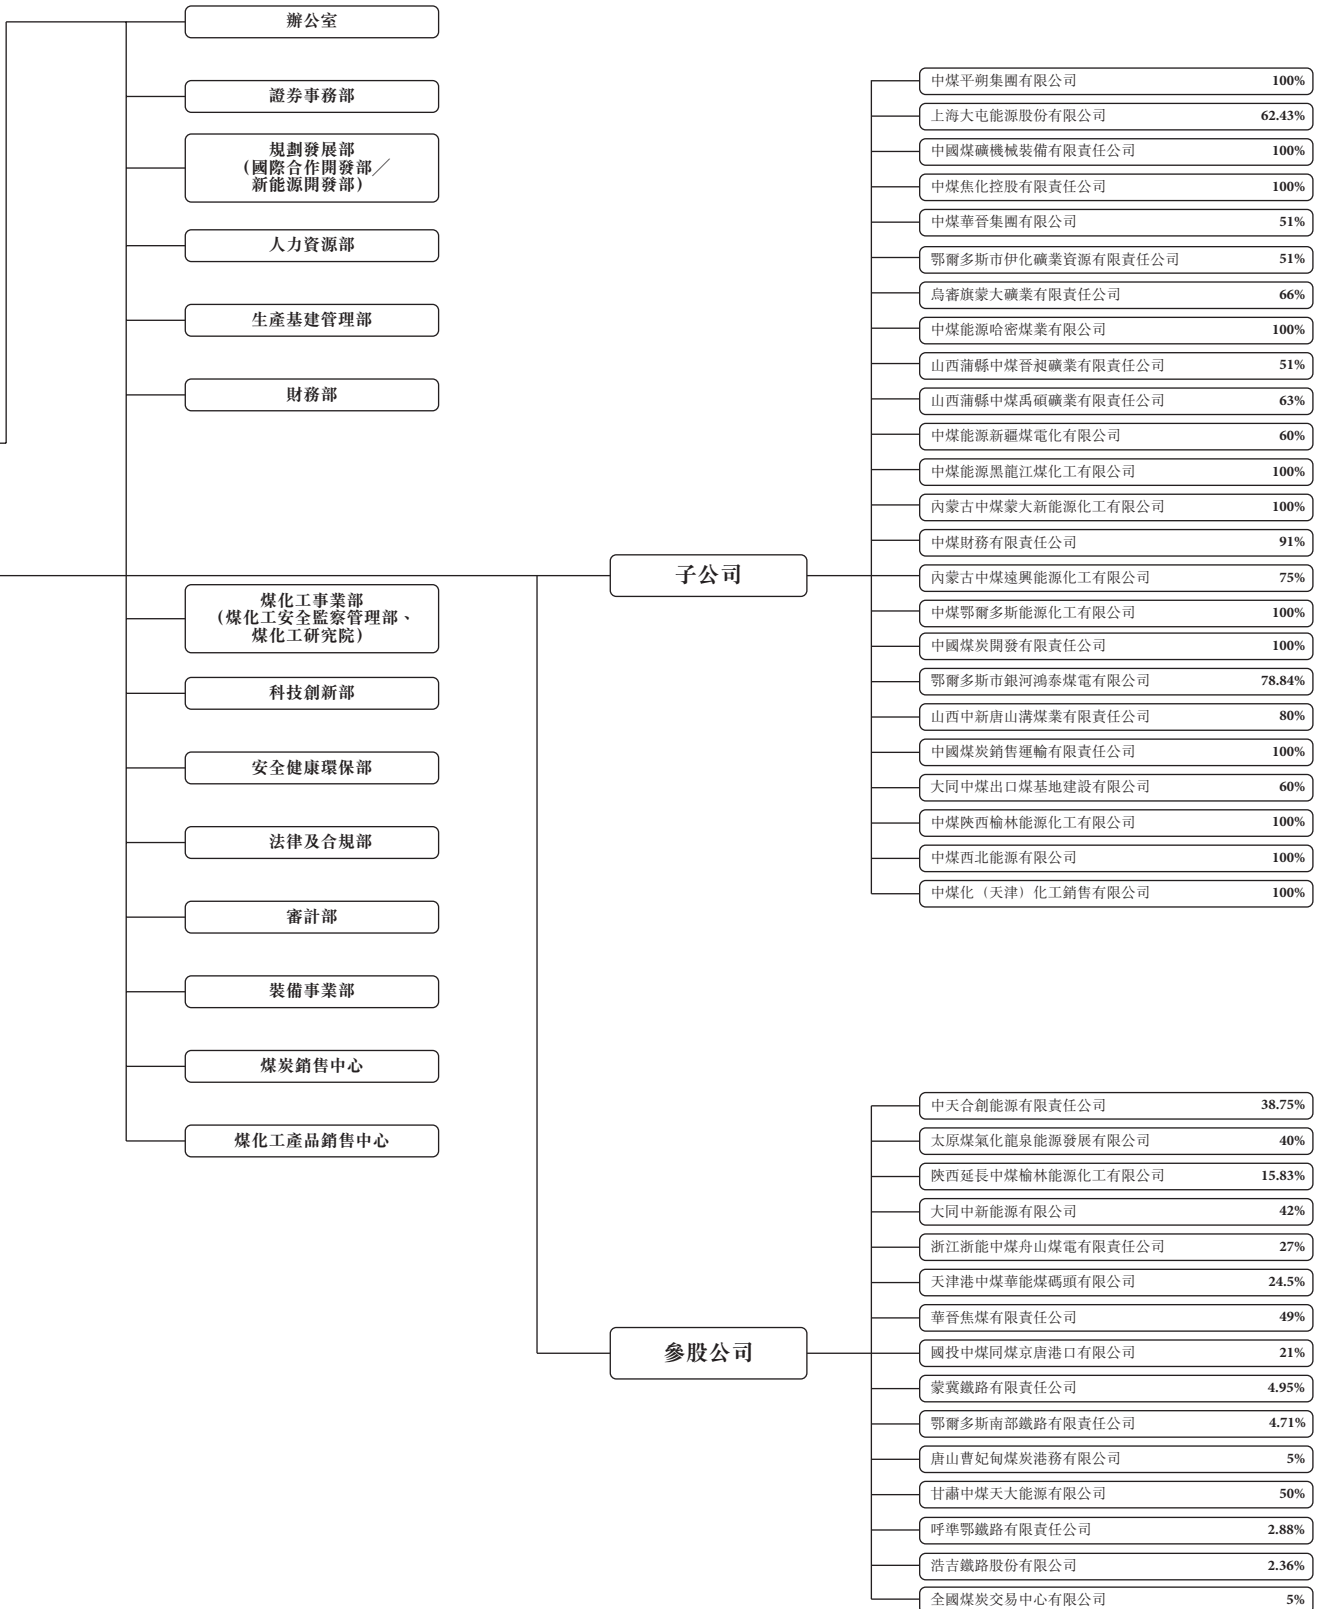 辦公室
證券事務部
規劃發展部
（國際合作開發部／
新能源開發部）
人力資源部
生產基建管理部
財務部
煤化工事業部
（煤化工安全監察管理部、
煤化工研究院）
科技創新部
安全健康環保部
法律及合規部
審計部
裝備事業部
煤炭銷售中心
煤化工產品銷售中心
子公司
中煤平朔集團有限公司 100%
上海大屯能源股份有限公司 62.43%
中國煤礦機械裝備有限責任公司 100%
中煤焦化控股有限責任公司 100%
中煤華晉集團有限公司 51%
鄂爾多斯市伊化礦業資源有限責任公司 51%
烏審旗蒙大礦業有限責任公司 66%
中煤能源哈密煤業有限公司 100%
山西蒲縣中煤晉昶礦業有限責任公司 51%
山西蒲縣中煤禹碩礦業有限責任公司 63%
中煤能源新疆煤電化有限公司 60%
中煤能源黑龍江煤化工有限公司 100%
內蒙古中煤蒙大新能源化工有限公司 100%
中煤財務有限責任公司 91%
內蒙古中煤遠興能源化工有限公司 75%
中煤鄂爾多斯能源化工有限公司 100%
中國煤炭開發有限責任公司 100%
鄂爾多斯市銀河鴻泰煤電有限公司 78.84%
山西中新唐山溝煤業有限責任公司 80%
中國煤炭銷售運輸有限責任公司 100%
大同中煤出口煤基地建設有限公司 60%
中煤陝西榆林能源化工有限公司 100%
中煤西北能源有限公司 100%
中煤化（天津）化工銷售有限公司 100%
參股公司
中天合創能源有限責任公司 38.75%
太原煤氣化龍泉能源發展有限公司 40%
陝西延長中煤榆林能源化工有限公司 15.83%
大同中新能源有限公司 42%
浙江浙能中煤舟山煤電有限責任公司 27%
天津港中煤華能煤碼頭有限公司 24.5%
華晉焦煤有限責任公司 49%
國投中煤同煤京唐港口有限公司 21%
蒙冀鐵路有限責任公司 4.95%
鄂爾多斯南部鐵路有限責任公司 4.71%
唐山曹妃甸煤炭港務有限公司 5%
甘肅中煤天大能源有限公司 50%
呼準鄂鐵路有限責任公司 2.88%
浩吉鐵路股份有限公司 2.36%
全國煤炭交易中心有限公司 5%